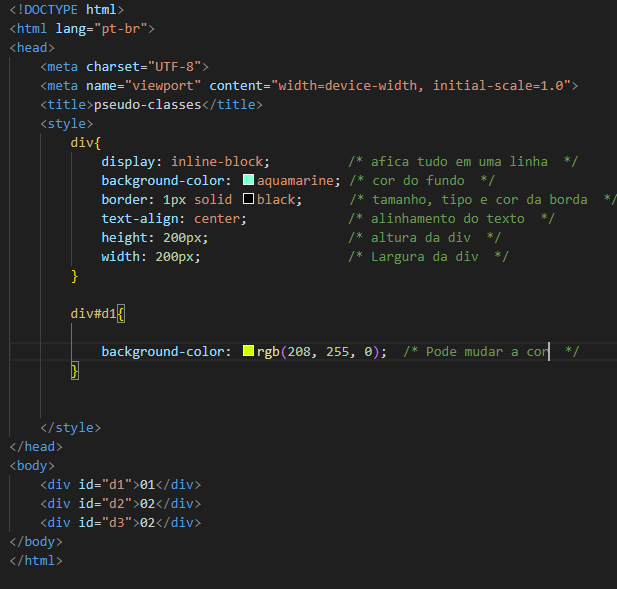 <!DOCTYPE html>
<html lang="pt-br">
<head>
    <meta charset="UTF-8">
    <meta name="viewport" content="width=device-width, initial-scale=1.0">
    <title>pseudo-classes</title>
    <style>
        div{
            display: inline-block;          /* afica tudo em uma linha  */
            background-color: aquamarine; /* cor do fundo  */
            border: 1px solid black;      /* tamanho, tipo e cor da borda  */
            text-align: center;             /* alinhamento do texto  */
            height: 200px;                  /* altura da div  */
            width: 200px;                   /* Largura da div  */
        }
        div#d1{
            background-color: rgb(208, 255, 0);  /* Pode mudar a cor  */
        }
    </style>
</head>
<body>
    <div id="d1">01</div>
    <div id="d2">02</div>
    <div id="d3">02</div>
</body>
</html>